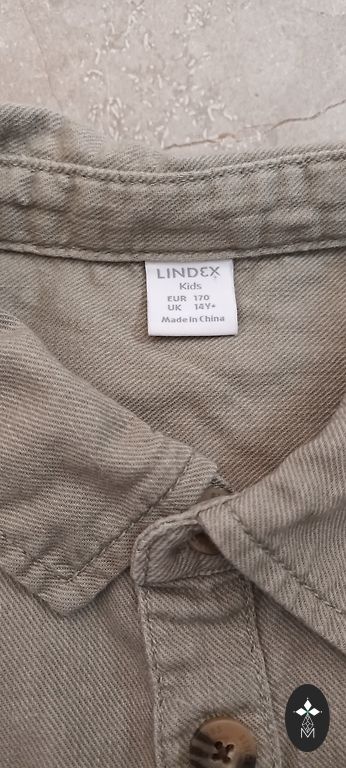 LINDEX
Kids
EUR 170
UK 14Y+
Made in China
M